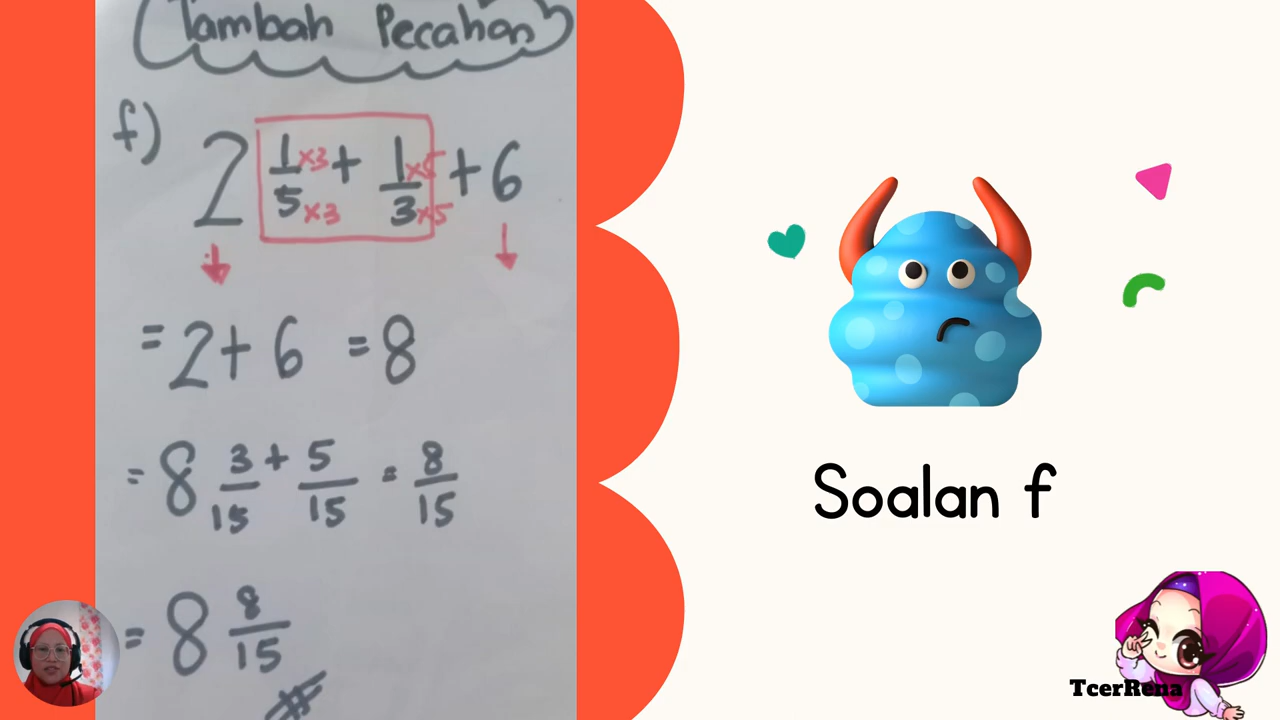 Tambah Pecahan
f) 2 1/5 ×3 ×3 + 1/3 ×5 ×5 + 6
= 2 + 6 = 8
= 8 3/15 + 5/15 = 8/15
= 8 8/15
#
Soalan f
TcerRena